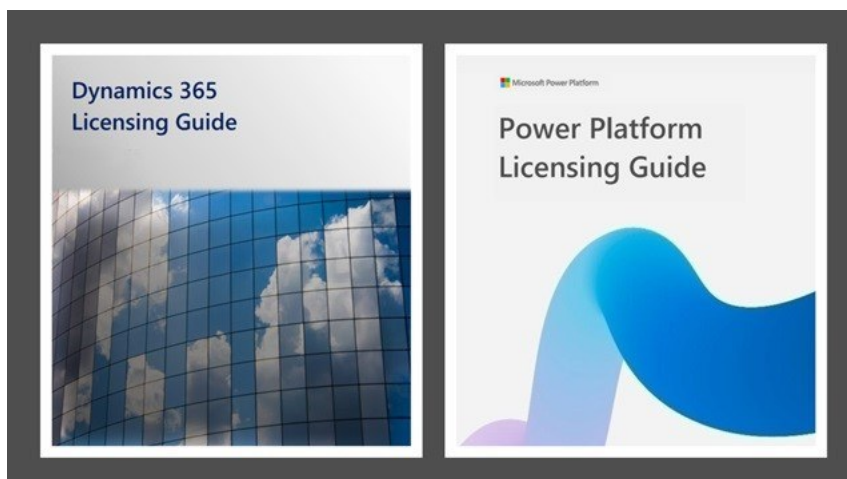 Dynamics 365
Licensing Guide
Microsoft Power Platform
Power Platform
Licensing Guide